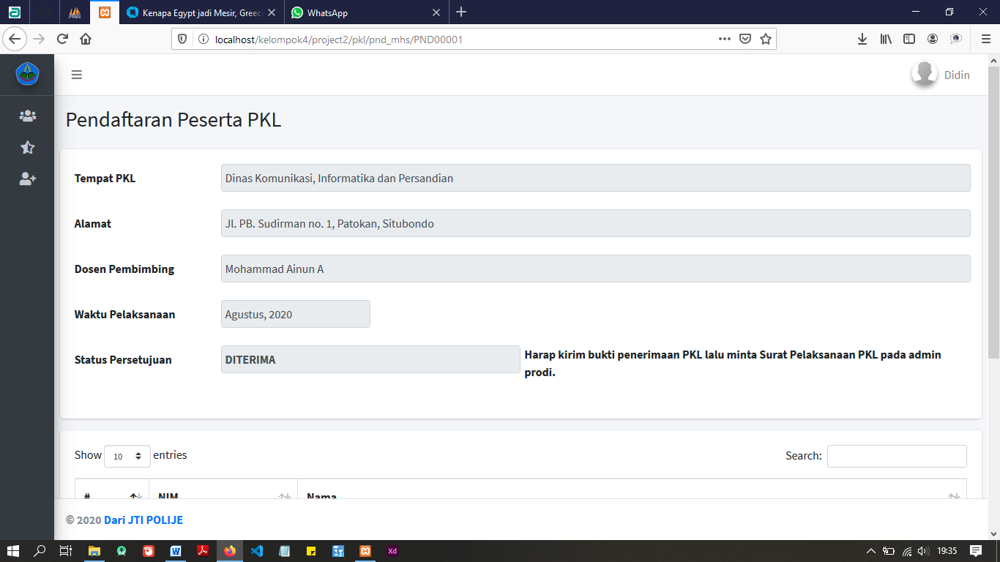 Kenapa Egypt jadi Mesir, Greec
WhatsApp
localhost/kelompok4/project2/pkl/pnd_mhs/PND00001
Didin
Pendaftaran Peserta PKL
Tempat PKL
Dinas Komunikasi, Informatika dan Persandian
Alamat
Jl. PB. Sudirman no. 1, Patokan, Situbondo
Dosen Pembimbing
Mohammad Ainun A
Waktu Pelaksanaan
Agustus, 2020
Status Persetujuan
DITERIMA
Harap kirim bukti penerimaan PKL lalu minta Surat Pelaksanaan PKL pada admin
prodi.
Show 10 entries
Search:
# NIM Nama
© 2020 Dari JTI POLIJE
Xd
19:35